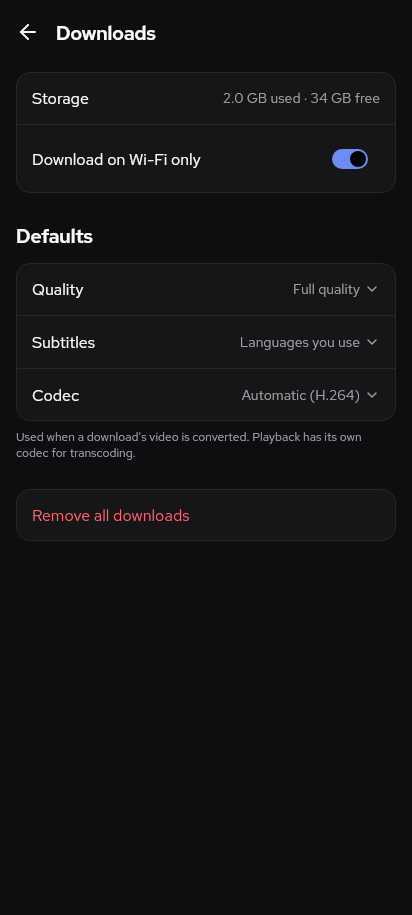 Downloads
Storage 2.0 GB used · 34 GB free
Download on Wi-Fi only
Defaults
Quality Full quality
Subtitles Languages you use
Codec Automatic (H.264)
Used when a download's video is converted. Playback has its own
codec for transcoding.
Remove all downloads